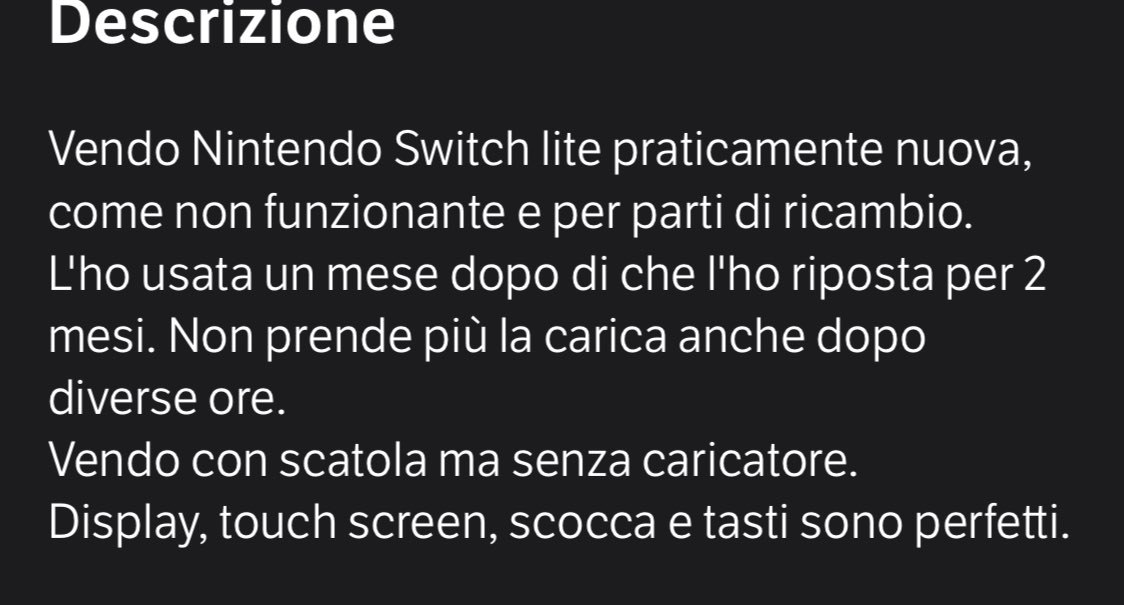 Descrizione
Vendo Nintendo Switch lite praticamente nuova,
come non funzionante e per parti di ricambio.
L'ho usata un mese dopo di che l'ho riposta per 2
mesi. Non prende più la carica anche dopo
diverse ore.
Vendo con scatola ma senza caricatore.
Display, touch screen, scocca e tasti sono perfetti.